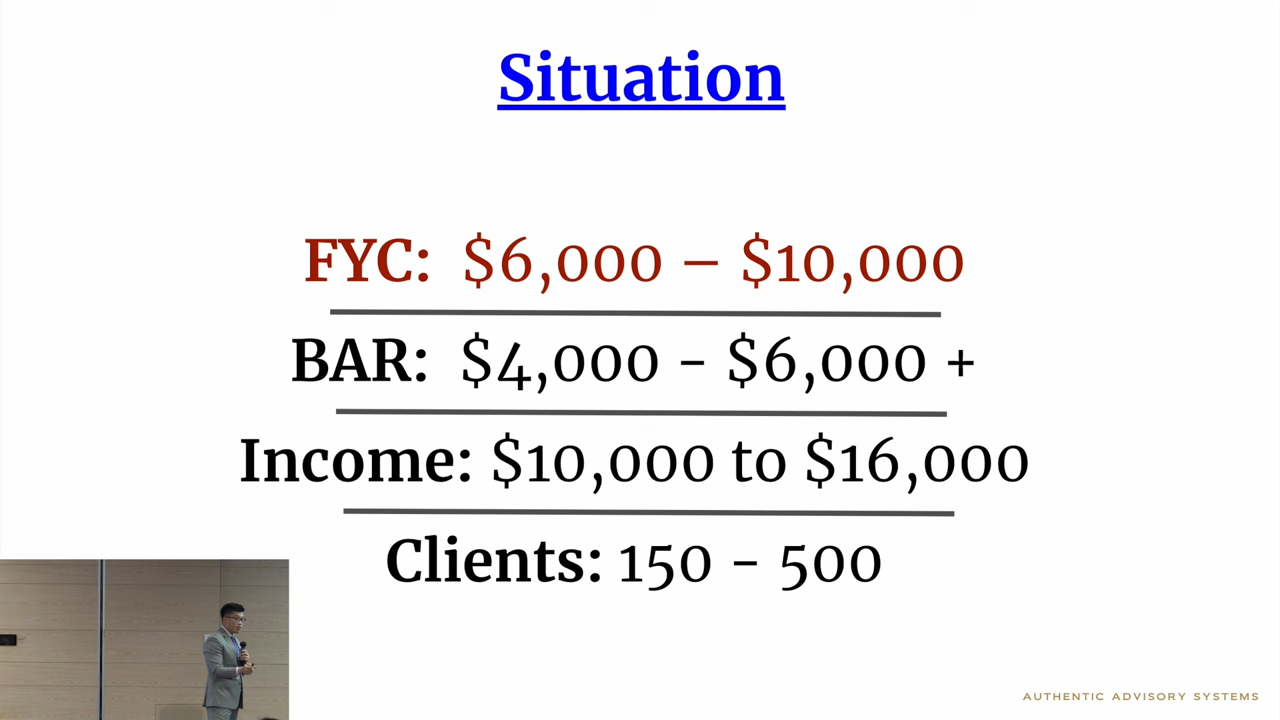 Situation
FYC: $6,000 – $10,000
BAR: $4,000 - $6,000 +
Income: $10,000 to $16,000
Clients: 150 - 500
AUTHENTIC ADVISORY SYSTEMS